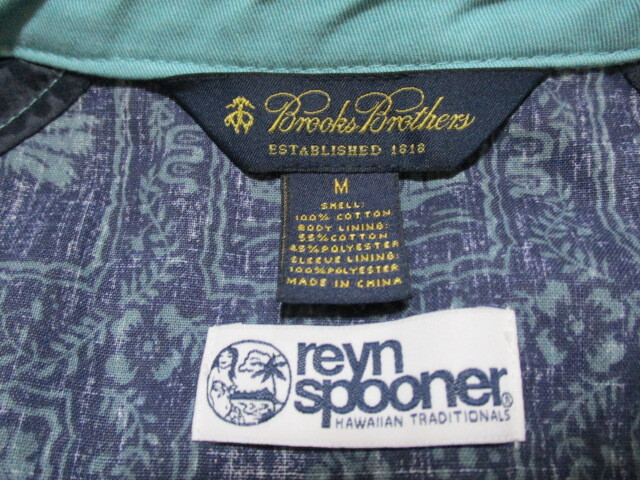 Brooks Brothers
ESTABLISHED 1818
M
SHELL:
100% COTTON
BODY LINING:
55% COTTON
45% POLYESTER
SLEEVE LINING:
100% POLYESTER
MADE IN CHINA
reyn
spooner®
HAWAIIAN TRADITIONALS